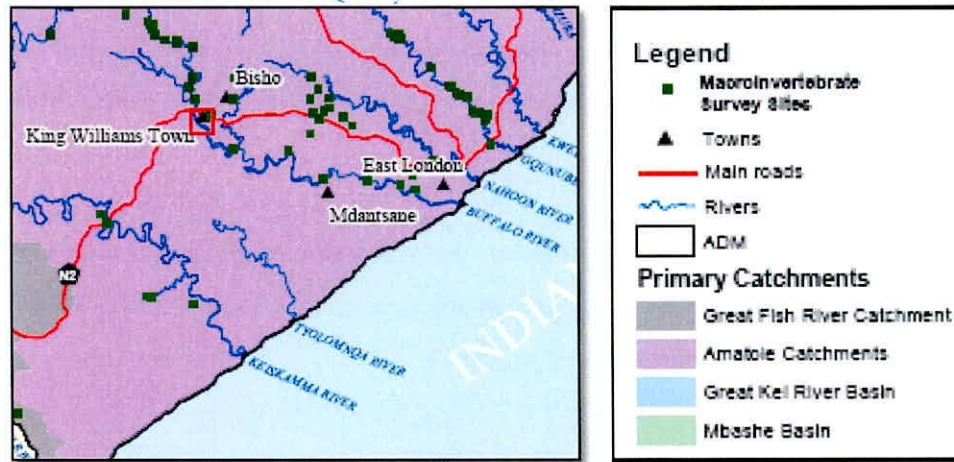 Bisho
King Williams Town
East London
Mdantsane
KWEL
GQUNUBE
NAHOON RIVER
BUFFALO RIVER
N2
TYOLOMNQA RIVER
KEISKAMMA RIVER
INDIA
Legend
Macroinvertebrate
Survey Sites
Towns
Main roads
Rivers
ADM
Primary Catchments
Great Fish River Catchment
Amatole Catchments
Great Kei River Basin
Mbashe Basin